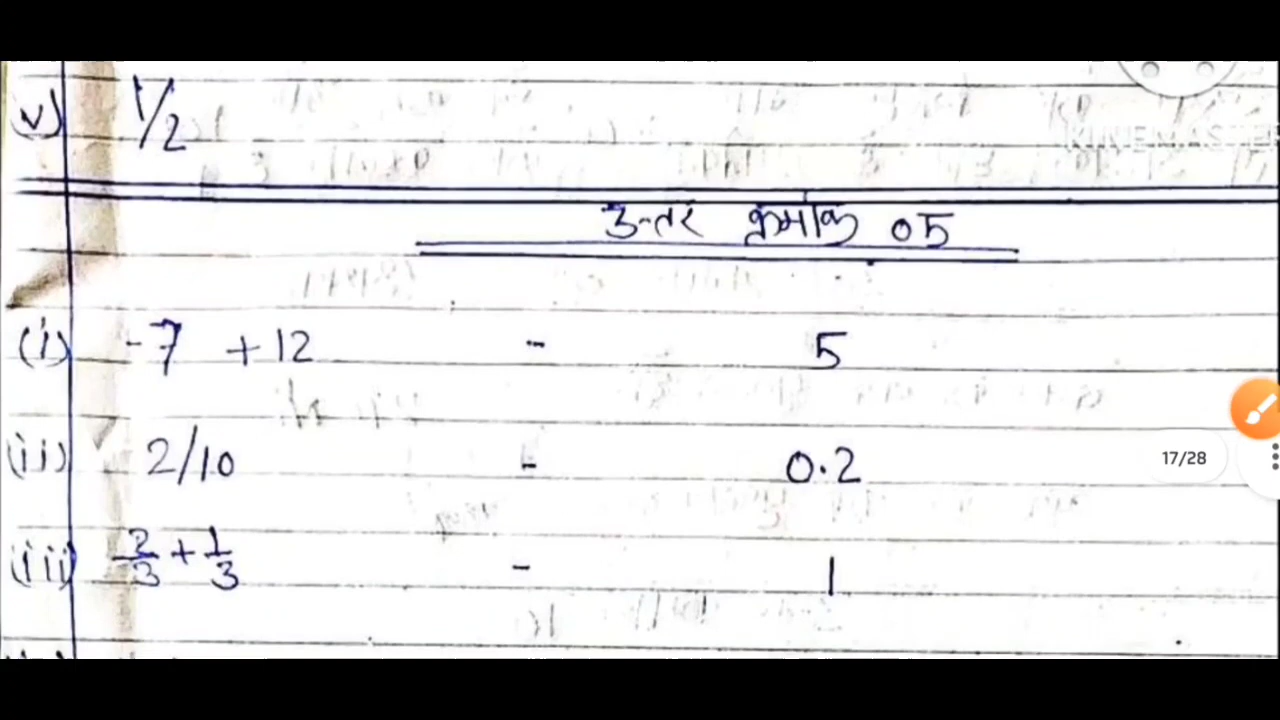 v) 1/2
KINEMASTER
उत्तर क्रमांक 05
(i) -7 +12 - 5
(ii) 2/10 - 0.2
17/28
(iii) 2/3 + 1/3 - 1